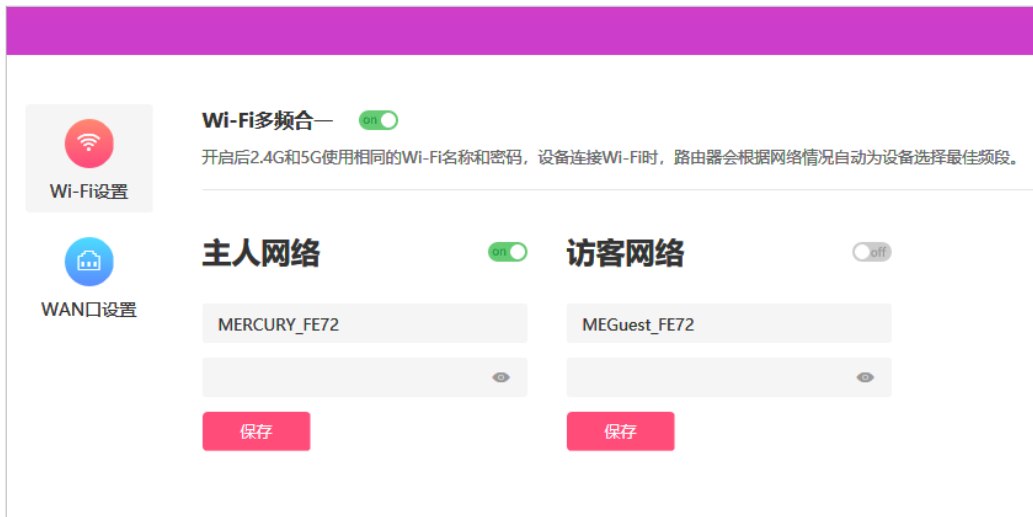 Wi-Fi多频合一 on
开启后2.4G和5G使用相同的Wi-Fi名称和密码，设备连接Wi-Fi时，路由器会根据网络情况自动为设备选择最佳频段。
Wi-Fi设置
WAN口设置
主人网络 on
MERCURY_FE72
保存
访客网络 off
MEGuest_FE72
保存